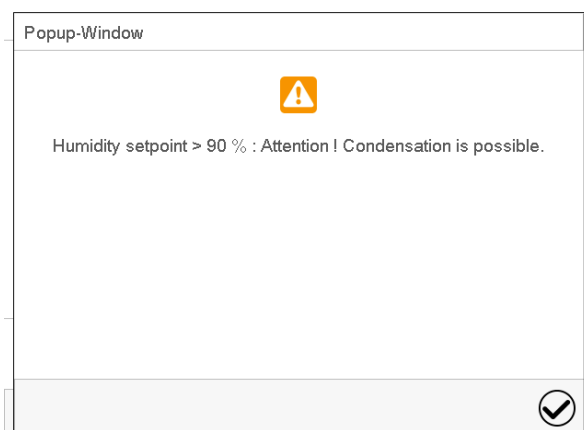 Popup-Window
Humidity setpoint > 90 % : Attention ! Condensation is possible.